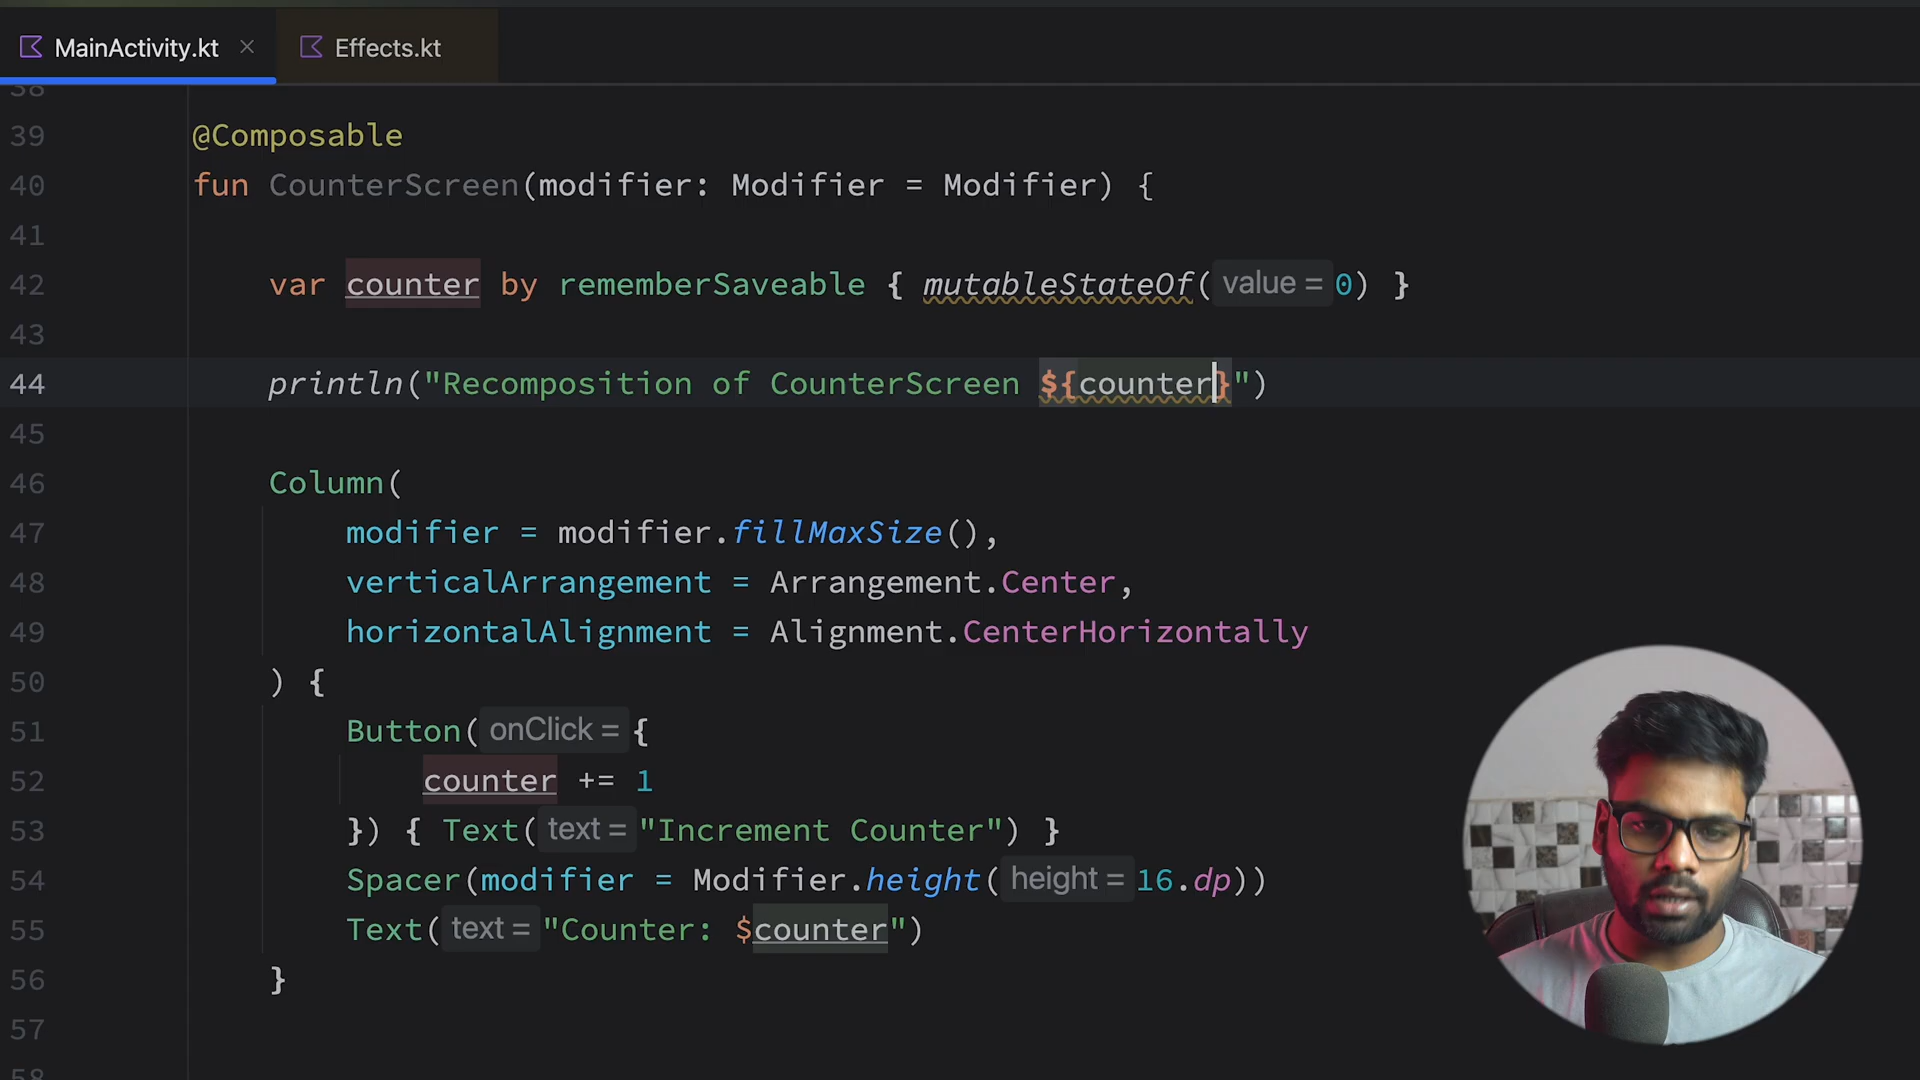 MainActivity.kt
Effects.kt
38
39 @Composable
40 fun CounterScreen(modifier: Modifier = Modifier) {
41
42 var counter by rememberSaveable { mutableStateOf(value = 0) }
43
44 println("Recomposition of CounterScreen ${counter}")
45
46 Column(
47 modifier = modifier.fillMaxSize(),
48 verticalArrangement = Arrangement.Center,
49 horizontalAlignment = Alignment.CenterHorizontally
50 ) {
51 Button(onClick = {
52 counter += 1
53 }) { Text(text = "Increment Counter") }
54 Spacer(modifier = Modifier.height(height = 16.dp))
55 Text(text = "Counter: $counter")
56 }
57
58